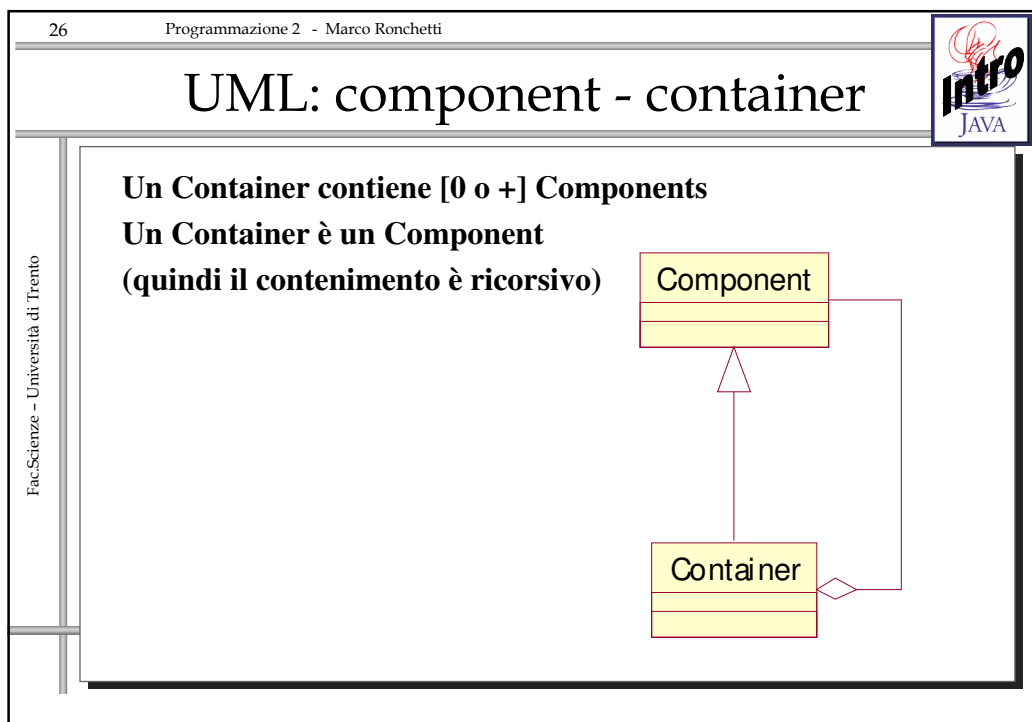 26 Programmazione 2 - Marco Ronchetti
UML: component - container
Intro
JAVA
Un Container contiene [0 o +] Components
Un Container è un Component
(quindi il contenimento è ricorsivo)
Component
Container
Fac.Scienze – Università di Trento